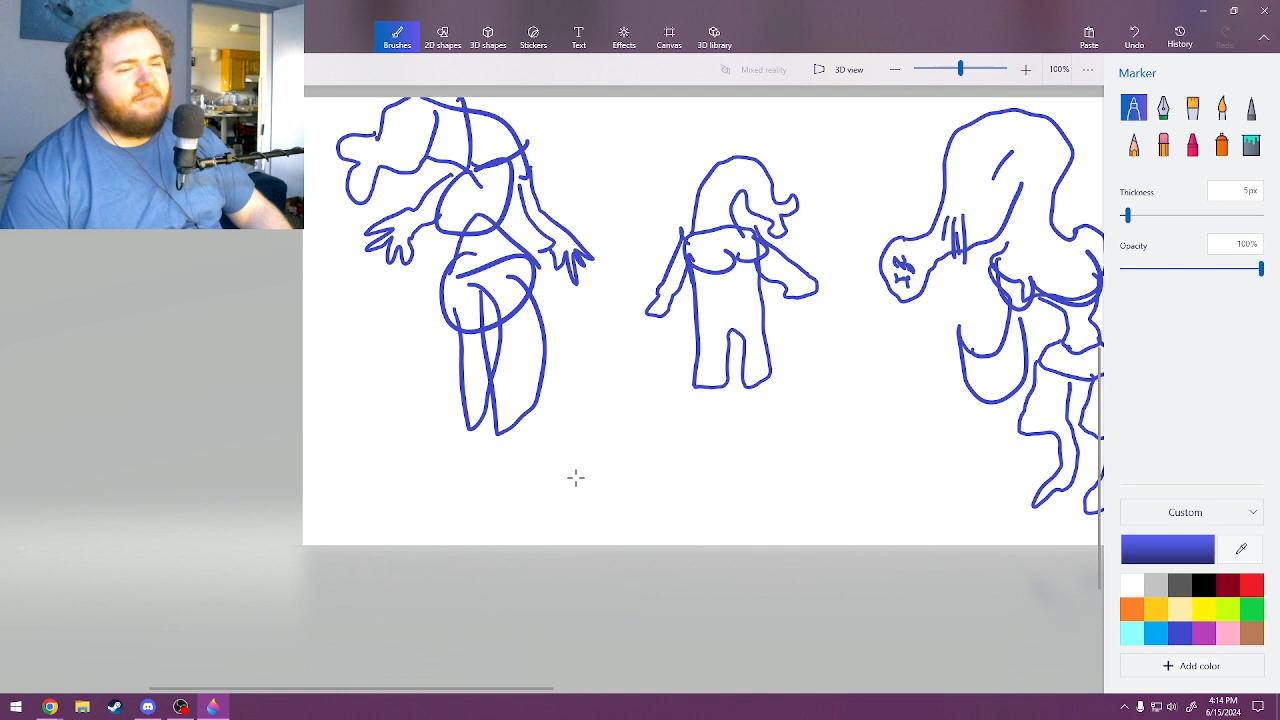 Brushes 2D shapes 3D shapes Stickers Text Effects Canvas 3D library Paste Undo History Redo
Mixed reality 3D view 100%
Marker
Thickness 5px
Opacity 100%
Custom
Add color
4:14 PM
6/15/2024